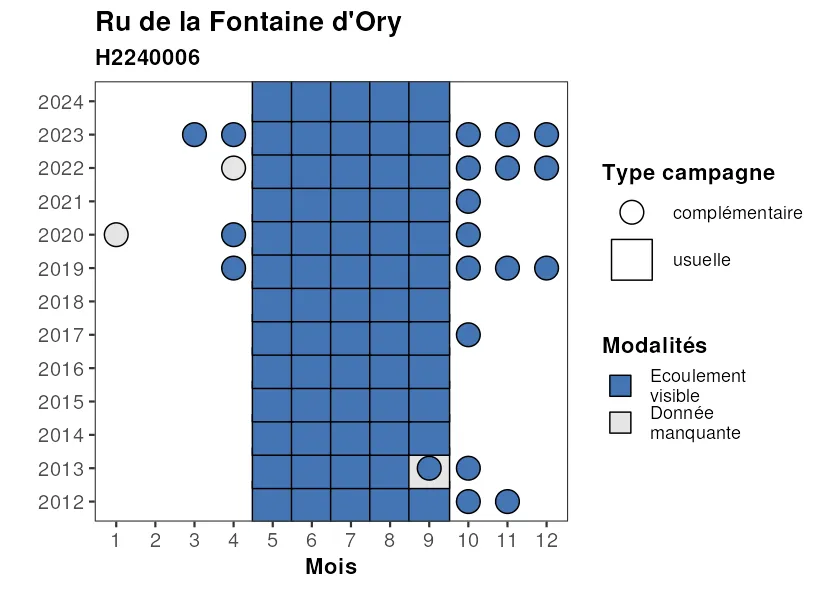 Ru de la Fontaine d'Ory
H2240006
2024
2023
2022
2021
2020
2019
2018
2017
2016
2015
2014
2013
2012
1 2 3 4 5 6 7 8 9 10 11 12
Mois
Type campagne
complémentaire
usuelle
Modalités
Ecoulement
visible
Donnée
manquante